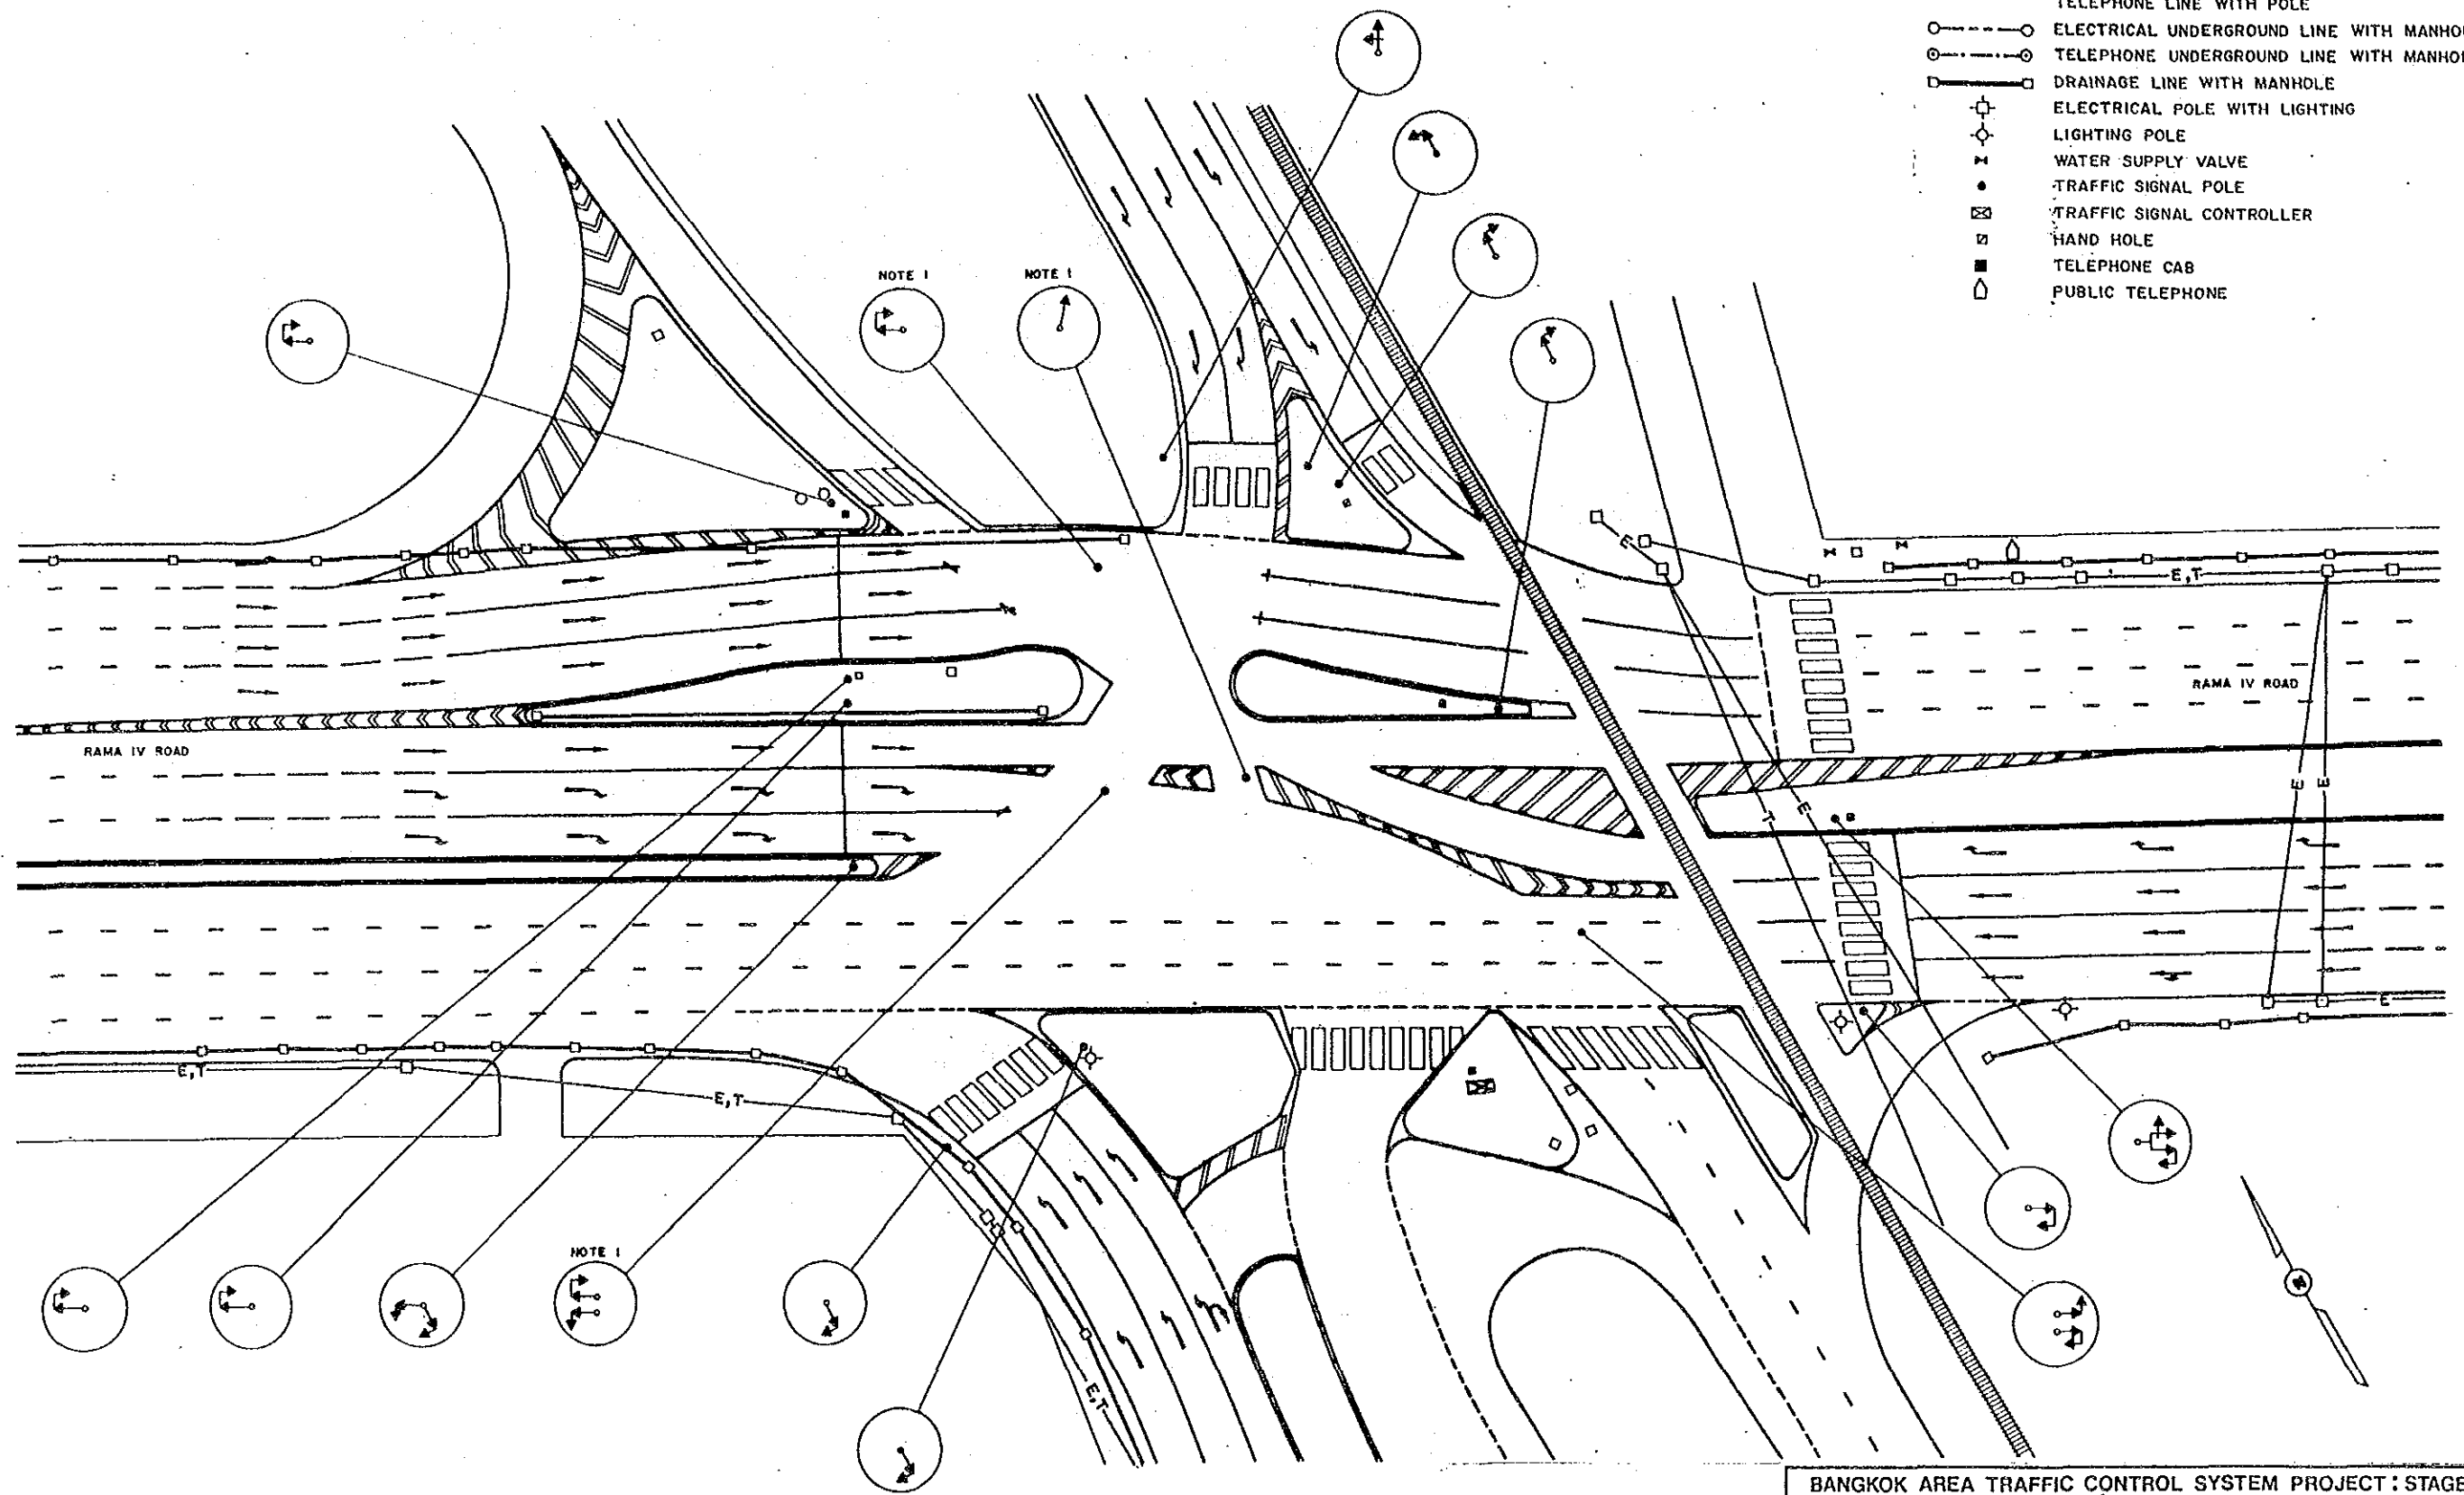 TELEPHONE LINE WITH POLE
ELECTRICAL UNDERGROUND LINE WITH MANHO
TELEPHONE UNDERGROUND LINE WITH MANHO
DRAINAGE LINE WITH MANHOLE
ELECTRICAL POLE WITH LIGHTING
LIGHTING POLE
WATER SUPPLY VALVE
TRAFFIC SIGNAL POLE
TRAFFIC SIGNAL CONTROLLER
HAND HOLE
TELEPHONE CAB
PUBLIC TELEPHONE
NOTE 1
NOTE 1
E
E,T
RAMA IV ROAD
RAMA IV ROAD
E
E
T
E
E
E,T
E,T
NOTE 1
E,T
N
BANGKOK AREA TRAFFIC CONTROL SYSTEM PROJECT : STAGE